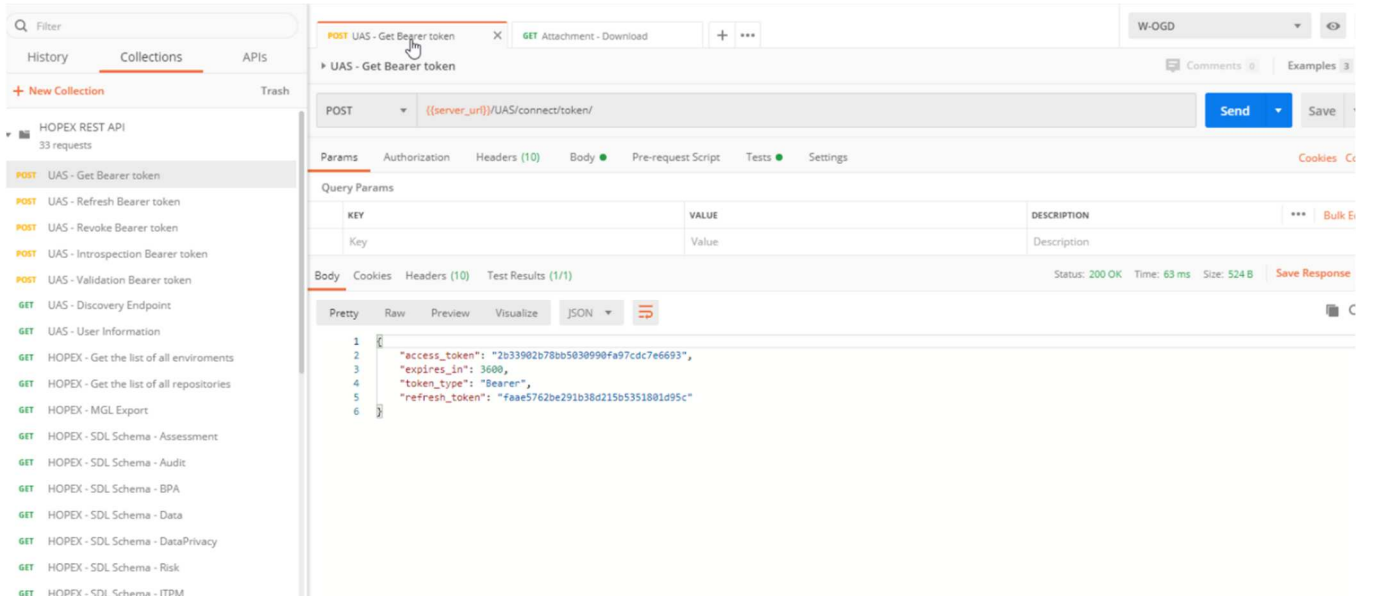 Filter
History Collections APIs
+ New Collection Trash
HOPEX REST API
33 requests
POST UAS - Get Bearer token
POST UAS - Refresh Bearer token
POST UAS - Revoke Bearer token
POST UAS - Introspection Bearer token
POST UAS - Validation Bearer token
GET UAS - Discovery Endpoint
GET UAS - User Information
GET HOPEX - Get the list of all enviroments
GET HOPEX - Get the list of all repositories
GET HOPEX - MGL Export
GET HOPEX - SDL Schema - Assessment
GET HOPEX - SDL Schema - Audit
GET HOPEX - SDL Schema - BPA
GET HOPEX - SDL Schema - Data
GET HOPEX - SDL Schema - DataPrivacy
GET HOPEX - SDL Schema - Risk
GET HOPEX - SDL Schema - ITPM
POST UAS - Get Bearer token GET Attachment - Download
W-OGD
UAS - Get Bearer token
Comments 0 Examples 3
POST {{server_url}}/UAS/connect/token/ Send Save
Params Authorization Headers (10) Body Pre-request Script Tests Settings Cookies Co
Query Params
KEY VALUE DESCRIPTION Bulk E
Key Value Description
Body Cookies Headers (10) Test Results (1/1) Status: 200 OK Time: 63 ms Size: 524 B Save Response
Pretty Raw Preview Visualize JSON
1 {
2 "access_token": "2b33902b78bb5030990fa97cdc7e6693",
3 "expires_in": 3600,
4 "token_type": "Bearer",
5 "refresh_token": "faae5762be291b38d215b5351801d95c"
6 }